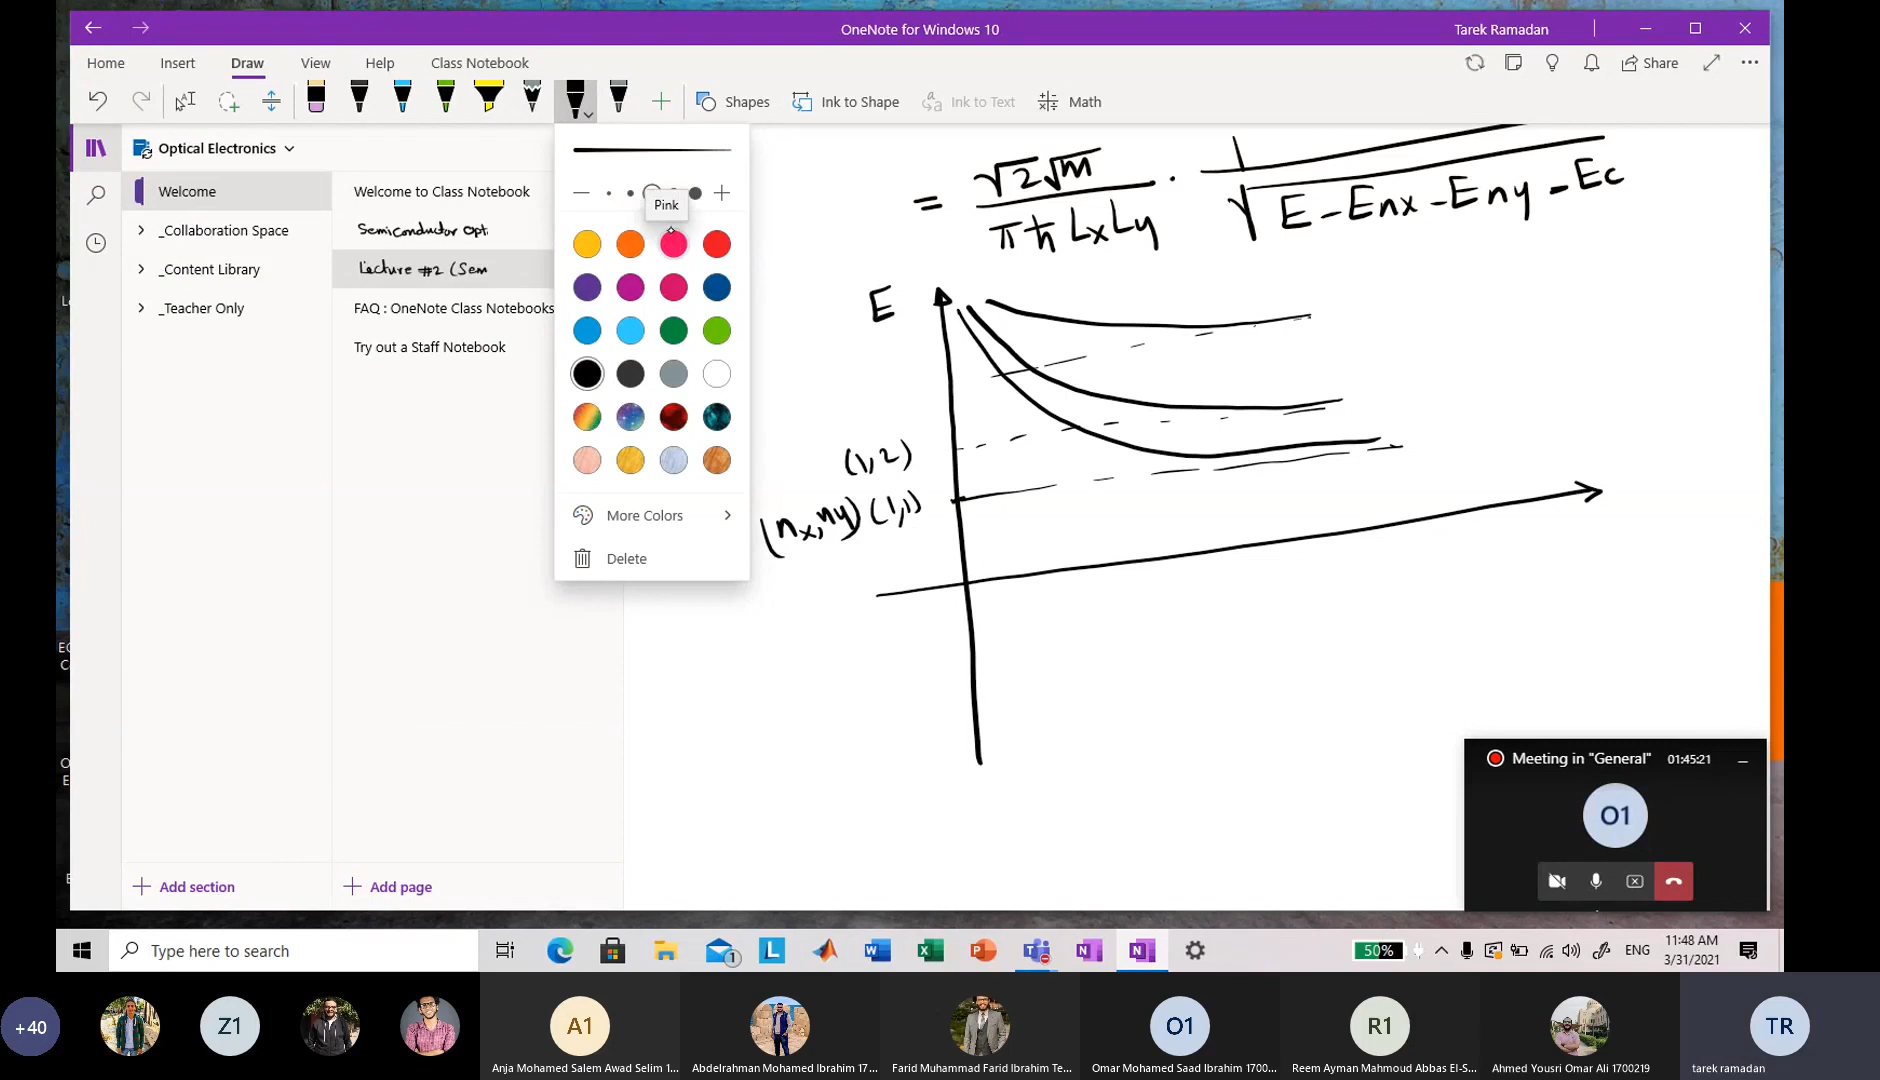 OneNote for Windows 10
Tarek Ramadan
Home Insert Draw View Help Class Notebook
Share
Shapes Ink to Shape Ink to Text Math
Optical Electronics
Welcome
_Collaboration Space
_Content Library
_Teacher Only
Welcome to Class Notebook
Semiconductor Opti
Lecture #2 (Sem
FAQ : OneNote Class Notebooks
Try out a Staff Notebook
Pink
More Colors
Delete
= √2√m / πħ LxLy · 1 / √E-Enx-Eny-Ec
E
(1,2)
(nx,ny) (1,1)
Add section
Add page
Meeting in "General" 01:45:21
O1
Type here to search
1
50%
ENG
11:48 AM
3/31/2021
+40
Z1
A1
O1
R1
TR
Anja Mohamed Salem Awad Selim 1...
Abdelrahman Mohamed Ibrahim 17...
Farid Muhammad Farid Ibrahim Te...
Omar Mohamed Saad Ibrahim 1700...
Reem Ayman Mahmoud Abbas El-S...
Ahmed Yousri Omar Ali 1700219
tarek ramadan